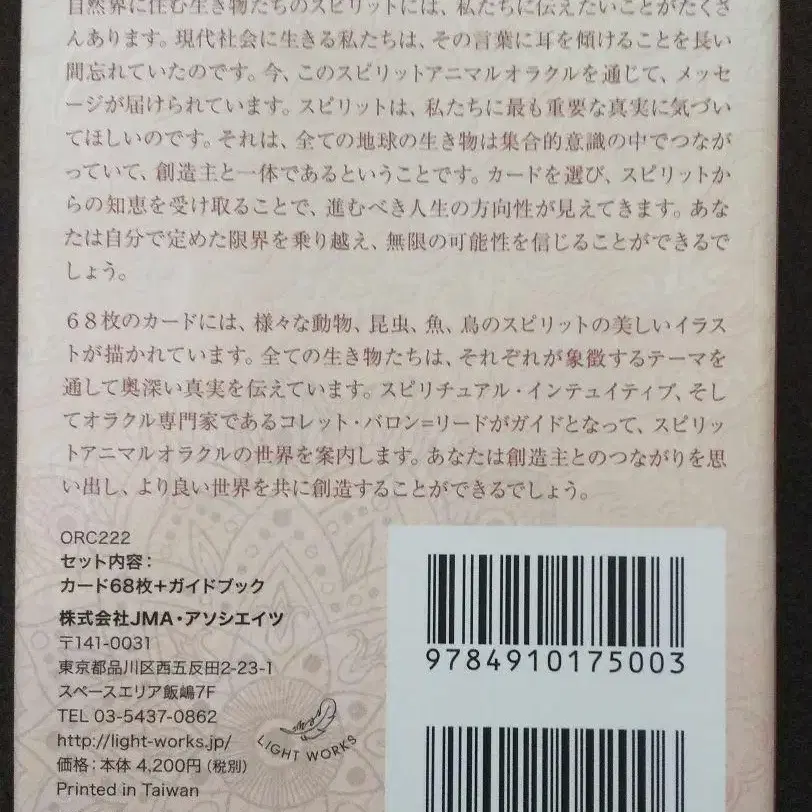 自然界に住む生き物たちのスピリットには、私たちに伝えたいことがたくさ
んあります。現代社会に生きる私たちは、その言葉に耳を傾けることを長い
間忘れていたのです。今、このスピリットアニマルオラクルを通じて、メッセ
ージが届けられています。スピリットは、私たちに最も重要な真実に気づい
てほしいのです。それは、全ての地球の生き物は集合的意識の中でつなが
っていて、創造主と一体であるということです。カードを選び、スピリットか
らの知恵を受け取ることで、進むべき人生の方向性が見えてきます。あな
たは自分で定めた限界を乗り越え、無限の可能性を信じることができるで
しょう。
68枚のカードには、様々な動物、昆虫、魚、鳥のスピリットの美しいイラス
トが描かれています。全ての生き物たちは、それぞれが象徴するテーマを
通して奥深い真実を伝えています。スピリチュアル・インテュイティブ、そし
てオラクル専門家であるコレット・バロン=リードがガイドとなって、スピリッ
トアニマルオラクルの世界を案内します。あなたは創造主とのつながりを思
い出し、より良い世界を共に創造することができるでしょう。
ORC222
セット内容：
カード68枚+ガイドブック
株式会社JMA・アソシエイツ
〒141-0031
東京都品川区西五反田2-23-1
スペースエリア飯嶋7F
TEL 03-5437-0862
http://light-works.jp/
価格：本体 4,200円（税別）
Printed in Taiwan
LIGHT WORKS
9784910175003